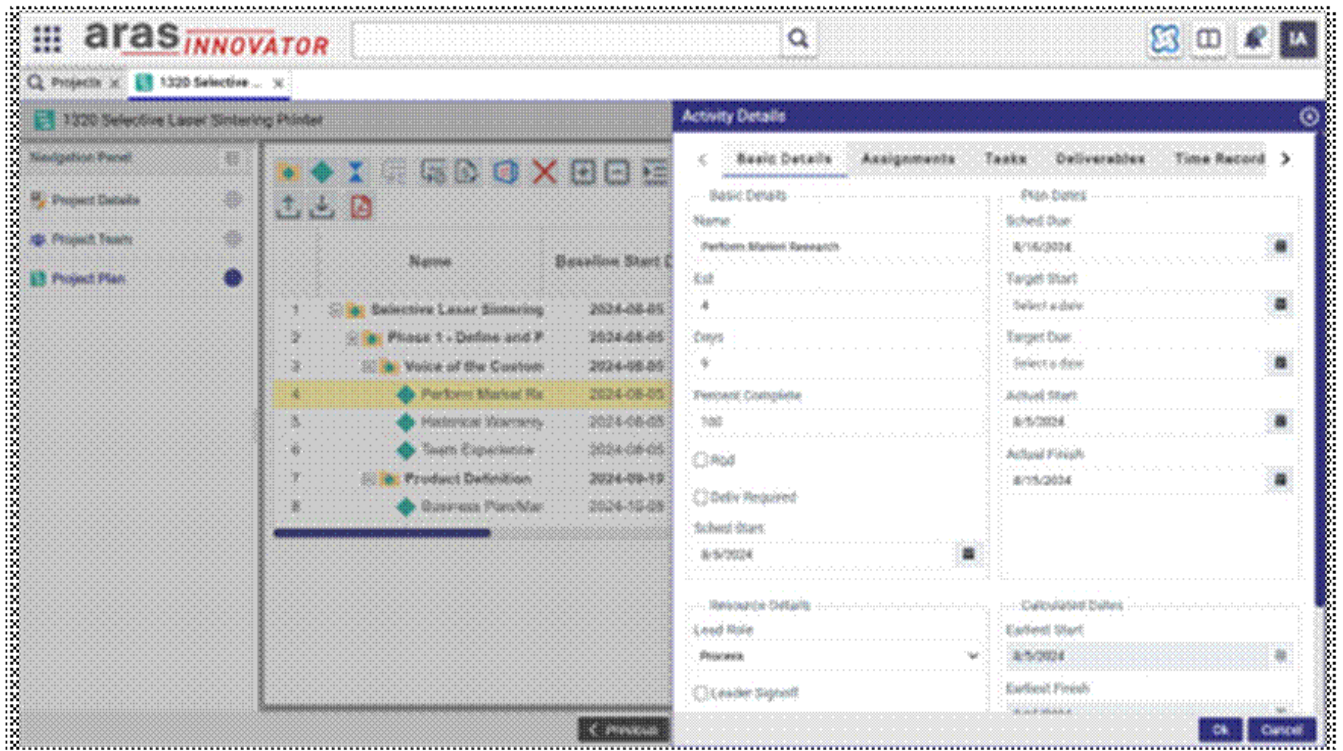 aras INNOVATOR
IA
Projects
1320 Selective ...
1320 Selective Laser Sintering Printer
Navigation Panel
Project Details
Project Team
Project Plan
Name
Baseline Start D
1 Selective Laser Sintering 2024-08-05
2 Phase 1 - Define and P 2024-08-05
3 Voice of the Custom 2024-08-05
4 Perform Market Re 2024-08-05
5 Historical Warranty 2024-08-05
6 Team Experience 2024-08-05
7 Product Definition 2024-09-19
8 Business Plan/Mar
Previous
Activity Details
Basic Details Assignments Tasks Deliverables Time Record
Basic Details
Name
Perform Market Research
Est
4
Days
9
Percent Complete
100
Roll
Deliv Required
Sched Start
8/5/2024
Plan Dates
Sched Due
8/16/2024
Target Start
Select a date
Target Due
Select a date
Actual Start
8/5/2024
Actual Finish
8/15/2024
Resource Details
Lead Role
Process
Leader Signoff
Calculated Dates
Earliest Start
8/5/2024
Earliest Finish
Ok Cancel